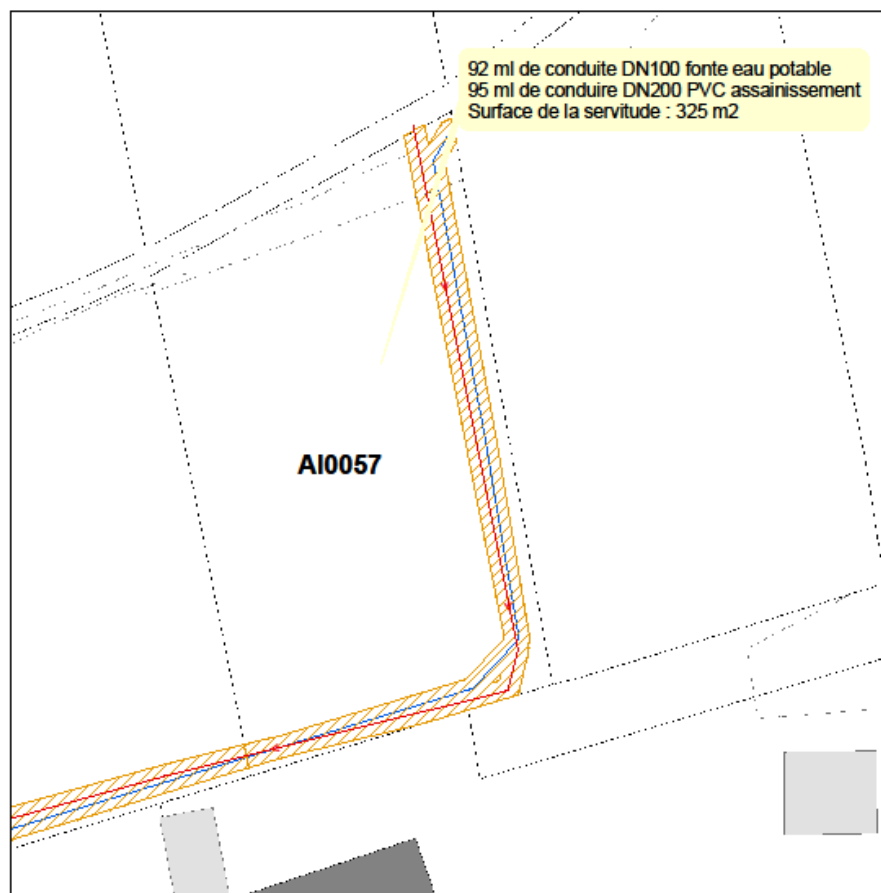 92 ml de conduite DN100 fonte eau potable
95 ml de conduire DN200 PVC assainissement
Surface de la servitude : 325 m2
AI0057